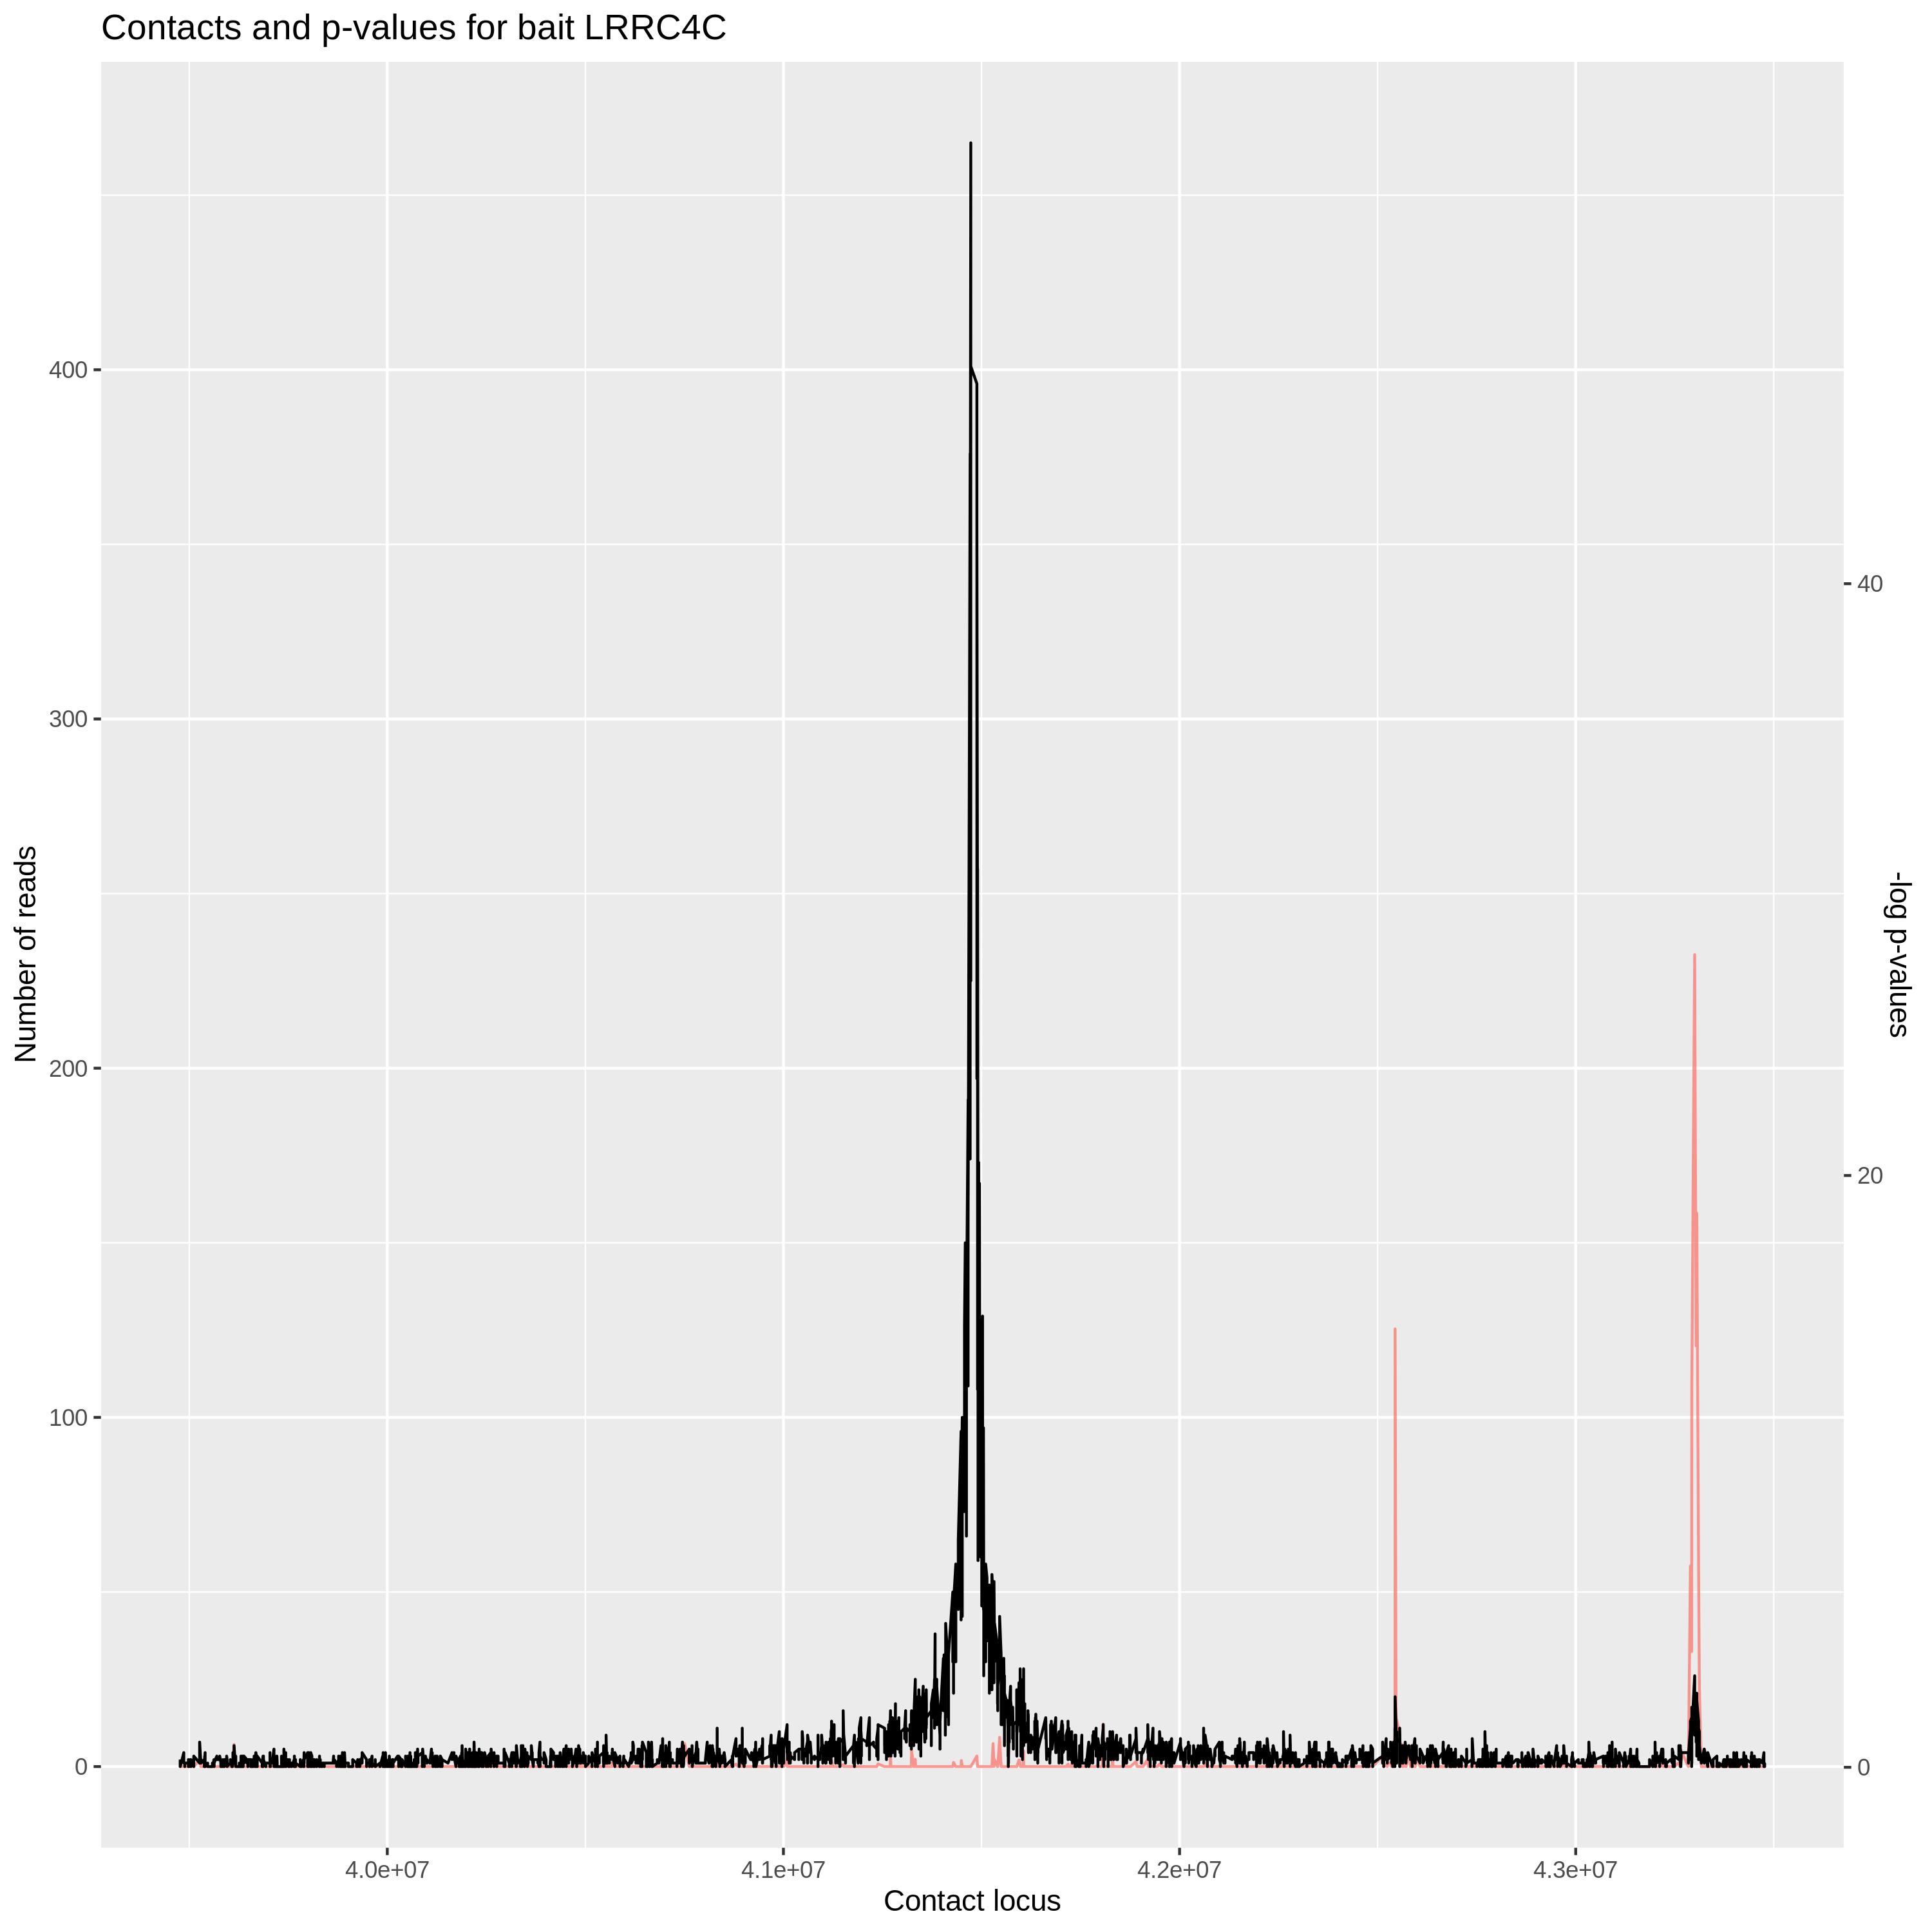 Contacts and p-values for bait LRRC4C
Number of reads
400
300
200
100
0
40
20
0
-log p-values
4.0e+07
4.1e+07
4.2e+07
4.3e+07
Contact locus